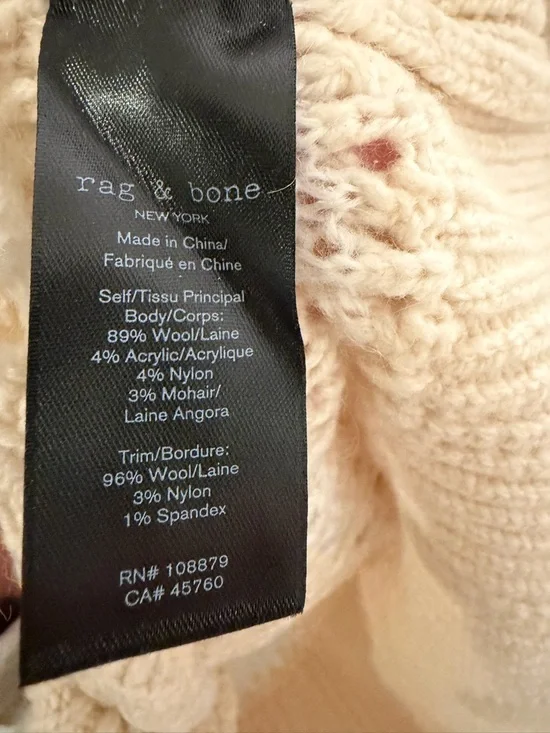 rag & bone
NEW YORK
Made in China/
Fabriqué en Chine
Self/Tissu Principal
Body/Corps:
89% Wool/Laine
4% Acrylic/Acrylique
4% Nylon
3% Mohair/
Laine Angora
Trim/Bordure:
96% Wool/Laine
3% Nylon
1% Spandex
RN# 108879
CA# 45760